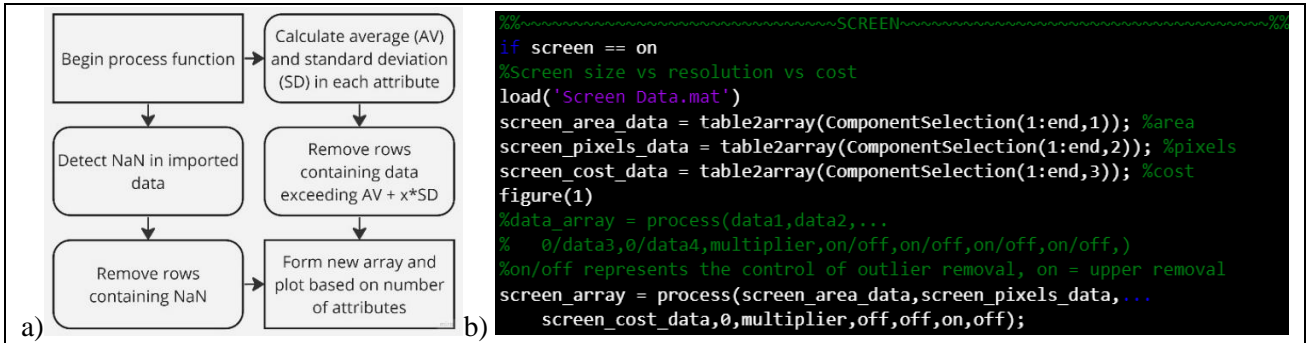 Begin process function
Detect NaN in imported
data
Remove rows
containing NaN
Calculate average (AV)
and standard deviation
(SD) in each attribute
Remove rows
containing data
exceeding AV + x*SD
Form new array and
plot based on number
of attributes
a)
%%~~~~~~~~~~~~~~~~~~~~~~~~~~~~~~SCREEN~~~~~~~~~~~~~~~~~~~~~~~~~~~~~~~~~%%
if screen == on
%Screen size vs resolution vs cost
load('Screen Data.mat')
screen_area_data = table2array(ComponentSelection(1:end,1)); %area
screen_pixels_data = table2array(ComponentSelection(1:end,2)); %pixels
screen_cost_data = table2array(ComponentSelection(1:end,3)); %cost
figure(1)
%data_array = process(data1,data2,...
%   0/data3,0/data4,multiplier,on/off,on/off,on/off,on/off,)
%on/off represents the control of outlier removal, on = upper removal
screen_array = process(screen_area_data,screen_pixels_data,...
    screen_cost_data,0,multiplier,off,off,on,off);
b)